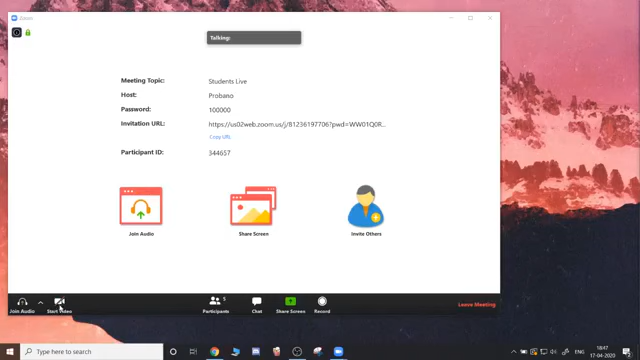 Zoom
Talking:
Meeting Topic: Students Live
Host: Probano
Password: 100000
Invitation URL: https://us02web.zoom.us/j/81236197706?pwd=WW01Q0R...
Copy URL
Participant ID: 344657
Join Audio Share Screen Invite Others
Join Audio Start Video Participants 5 Chat Share Screen Record Leave Meeting
Type here to search ENG 18:47
17-04-2020